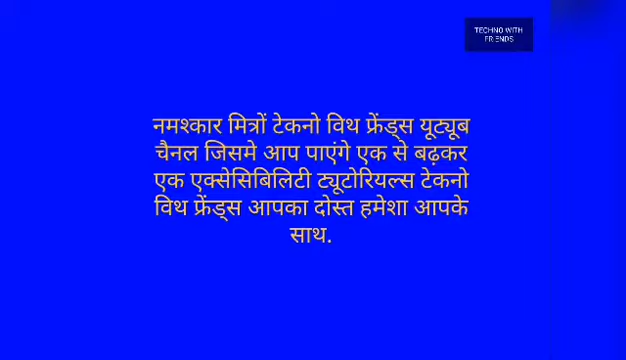 TECHNO WITH
FRIENDS
नमश्कार मित्रों टेकनो विथ फ्रेंड्स यूट्यूब
चैनल जिसमे आप पाएंगे एक से बढ़कर
एक एक्सेसिबिलिटी ट्यूटोरियल्स टेकनो
विथ फ्रेंड्स आपका दोस्त हमेशा आपके
साथ.